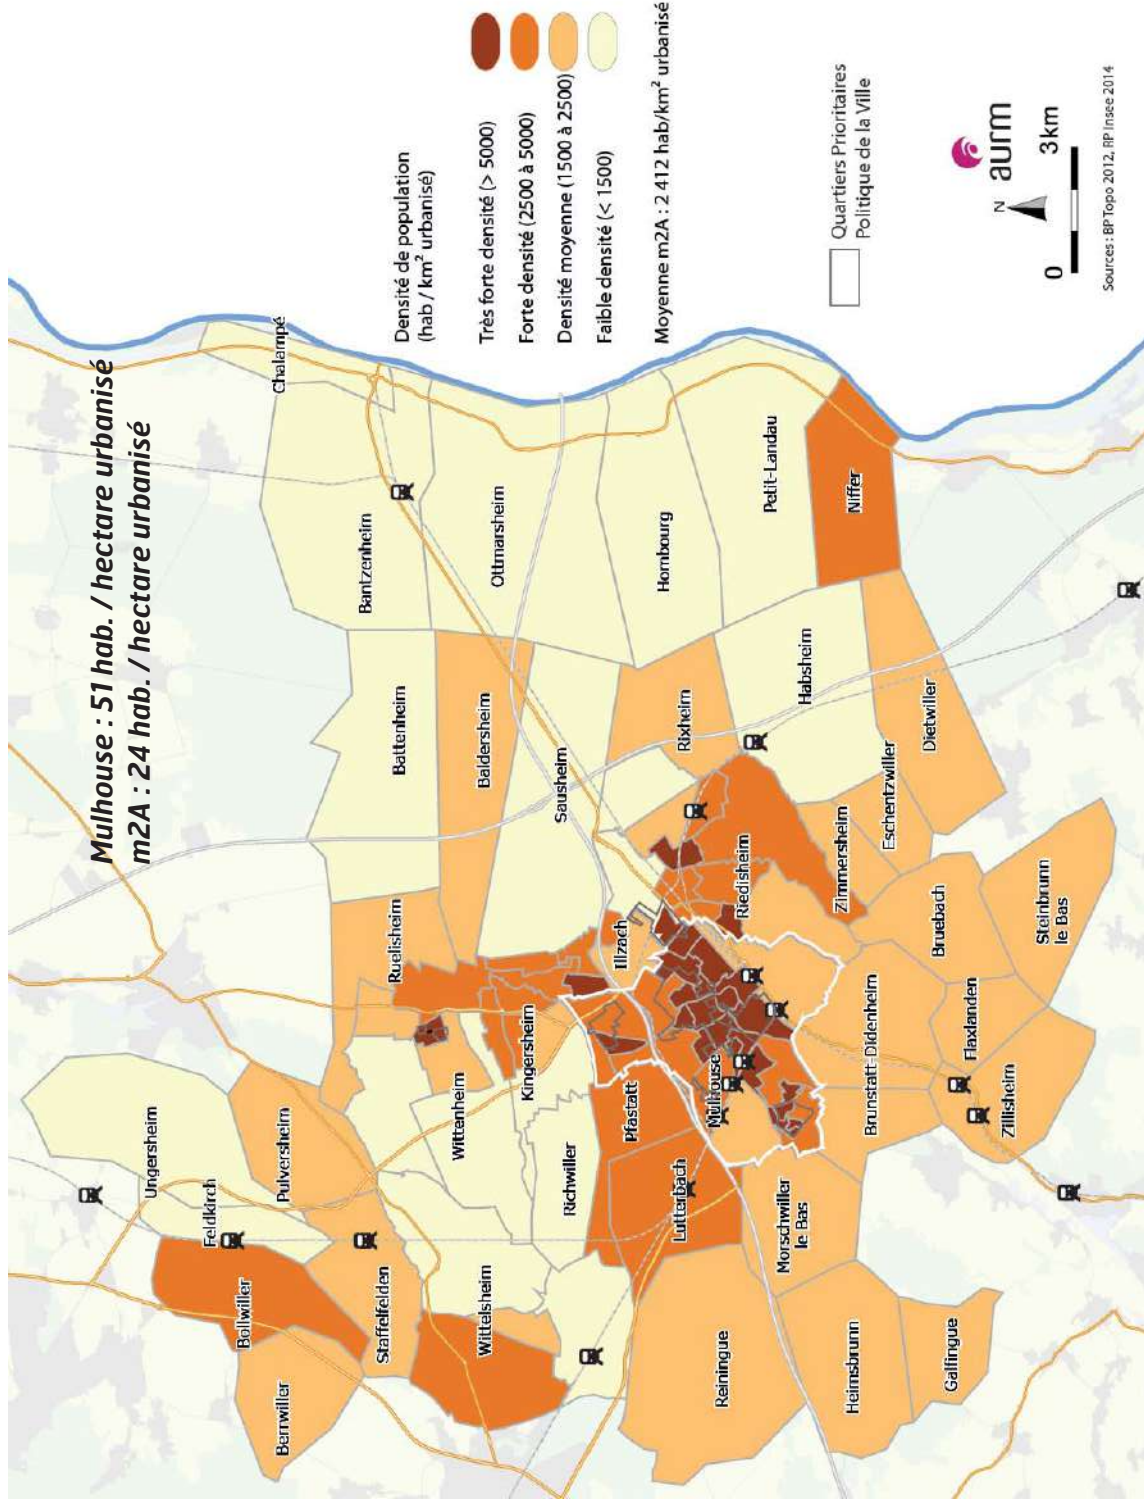 Mulhouse : 51 hab. / hectare urbanisé
m2A : 24 hab. / hectare urbanisé
Densité de population
(hab / km² urbanisé)
Très forte densité (> 5000)
Forte densité (2500 à 5000)
Densité moyenne (1500 à 2500)
Faible densité (< 1500)
Moyenne m2A : 2 412 hab/km² urbanisé
Quartiers Prioritaires
Politique de la Ville
N
aurm
0
3km
Sources : BPTopo 2012, RP Insee 2014
Chalampé
Bantzenheim
Ottmarsheim
Hombourg
Petit-Landau
Niffer
Battenheim
Baldersheim
Sausheim
Rixheim
Habsheim
Dietwiller
Eschentzwiller
Zimmersheim
Riedisheim
Ruelisheim
Illzach
Kingersheim
Wittenheim
Ungersheim
Feldkirch
Pulversheim
Bollwiller
Staffelfelden
Berrwiller
Wittelsheim
Richwiller
Pfastatt
Lutterbach
Mulhouse
Morschwiller
le Bas
Reiningue
Heimsbrunn
Galfingue
Brunstatt-Didenheim
Bruebach
Steinbrunn
le Bas
Flaxlanden
Zillisheim